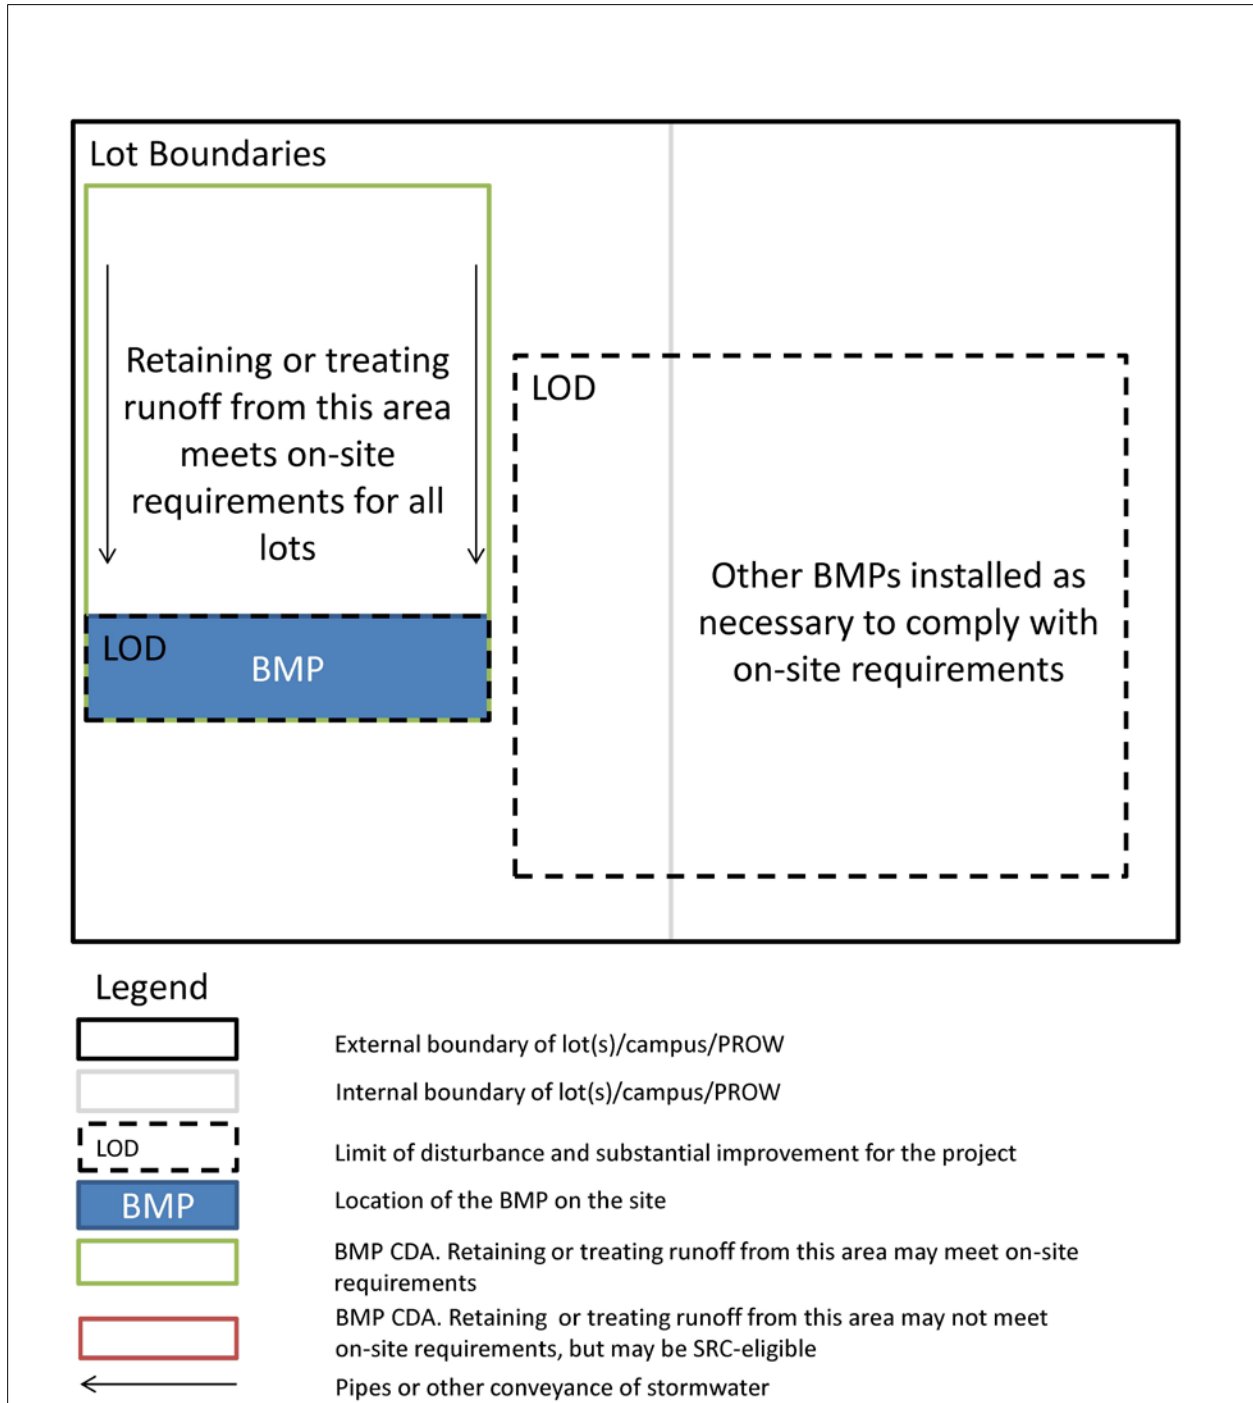 Lot Boundaries
Retaining or treating
runoff from this area
meets on-site
requirements for all
lots
LOD
BMP
LOD
Other BMPs installed as
necessary to comply with
on-site requirements
Legend
External boundary of lot(s)/campus/PROW
Internal boundary of lot(s)/campus/PROW
LOD
Limit of disturbance and substantial improvement for the project
BMP
Location of the BMP on the site
BMP CDA. Retaining or treating runoff from this area may meet on-site
requirements
BMP CDA. Retaining or treating runoff from this area may not meet
on-site requirements, but may be SRC-eligible
Pipes or other conveyance of stormwater